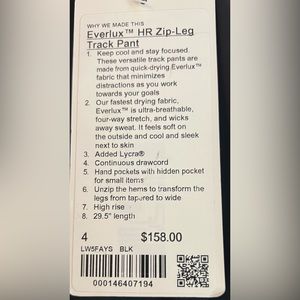 WHY WE MADE THIS
Everlux™ HR Zip-Leg
Track Pant
1. Keep cool and stay focused.
These versatile track pants are
made from quick-drying Everlux™
fabric that minimizes
distractions as you work
towards your goals
2. Our fastest drying fabric,
Everlux™ is ultra-breathable,
four-way stretch, and wicks
away sweat. It feels soft on
the outside and cool and sleek
next to skin
3. Added Lycra®
4. Continuous drawcord
5. Hand pockets with hidden pocket
for small items
6. Unzip the hems to transform the
legs from tapered to wide
7. High rise
8. 29.5" length
4 $158.00
LW5FAYS BLK
000146407194